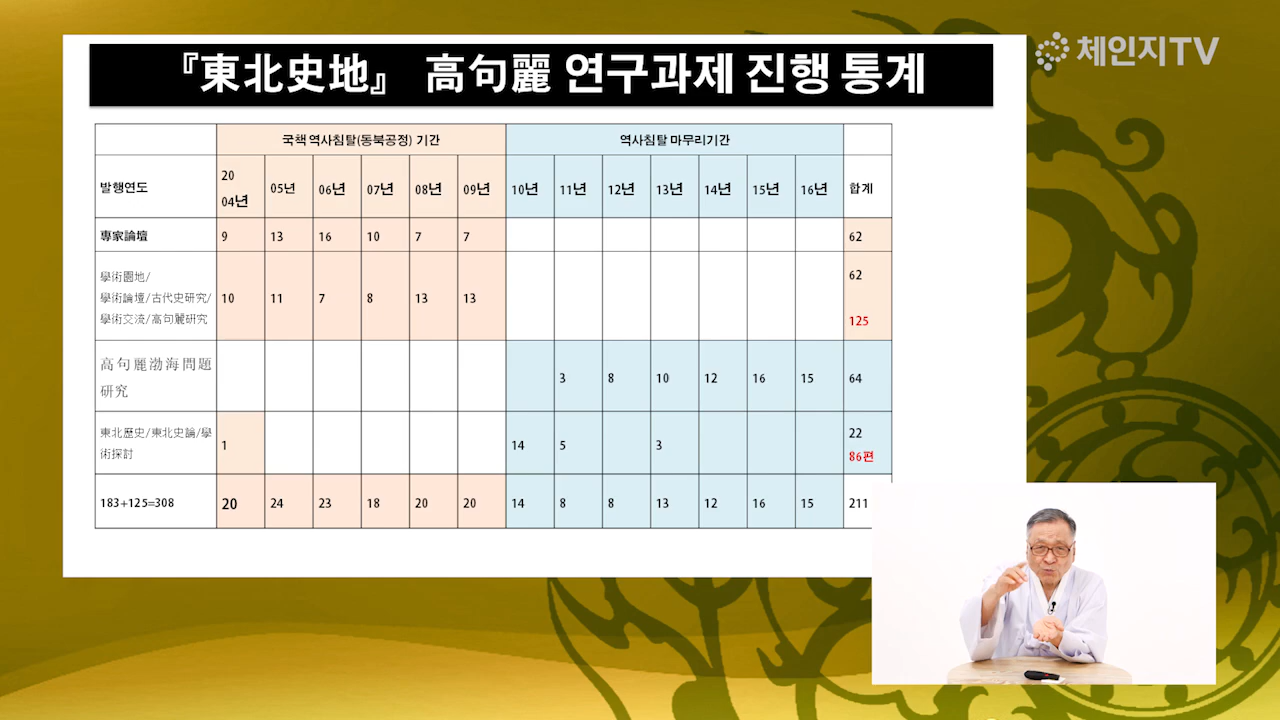 『東北史地』 高句麗 연구과제 진행 통계
체인지TV
국책 역사침탈(동북공정) 기간 역사침탈 마무리기간
발행연도 20 04년 05년 06년 07년 08년 09년 10년 11년 12년 13년 14년 15년 16년 합계
專家論壇 9 13 16 10 7 7 62
學術園地/
學術論壇/古代史研究/
學術交流/高句麗研究
10 11 7 8 13 13 62
125
高句麗渤海問題
研究
3 8 10 12 16 15 64
東北歷史/東北史論/學
術探討
1 14 5 3 22
86편
183+125=308 20 24 23 18 20 20 14 8 8 13 12 16 15 211